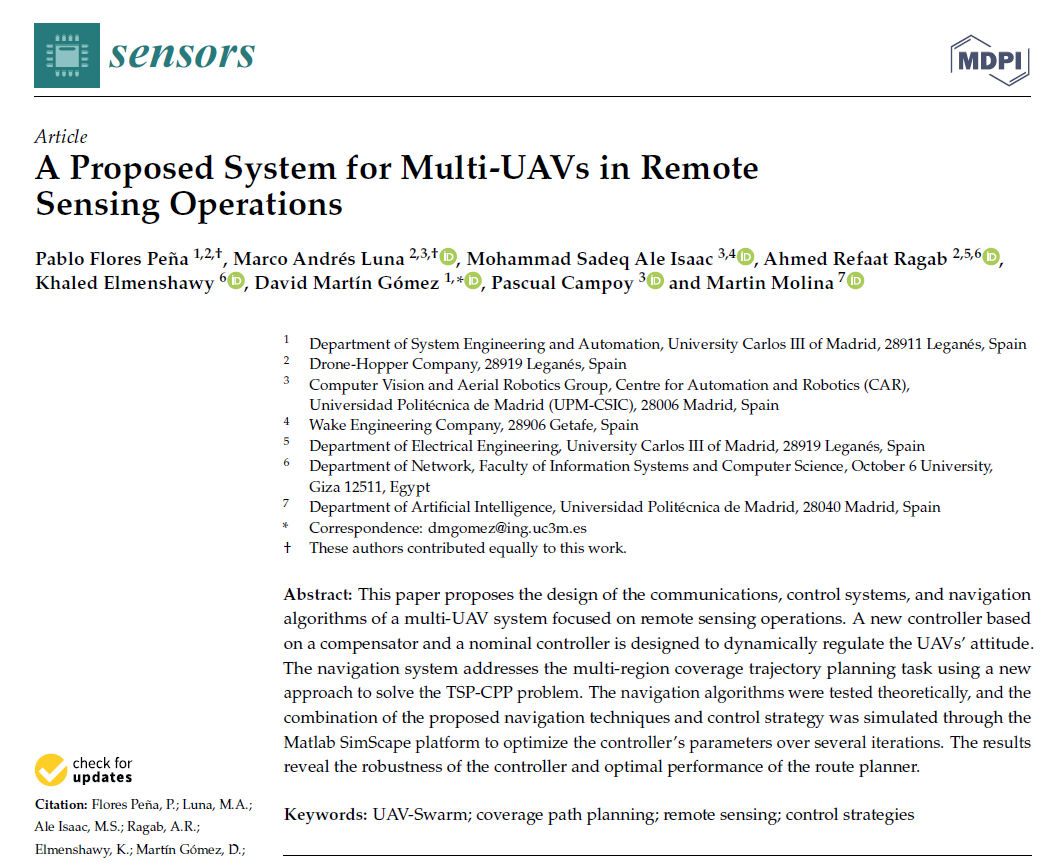 sensors
MDPI
Article
A Proposed System for Multi-UAVs in Remote
Sensing Operations
Pablo Flores Peña 1,2,†, Marco Andrés Luna 2,3,† iD, Mohammad Sadeq Ale Isaac 3,4 iD, Ahmed Refaat Ragab 2,5,6 iD,
Khaled Elmenshawy 6 iD, David Martín Gómez 1,* iD, Pascual Campoy 3 iD and Martin Molina 7 iD
1 Department of System Engineering and Automation, University Carlos III of Madrid, 28911 Leganés, Spain
2 Drone-Hopper Company, 28919 Leganés, Spain
3 Computer Vision and Aerial Robotics Group, Centre for Automation and Robotics (CAR),
Universidad Politécnica de Madrid (UPM-CSIC), 28006 Madrid, Spain
4 Wake Engineering Company, 28906 Getafe, Spain
5 Department of Electrical Engineering, University Carlos III of Madrid, 28919 Leganés, Spain
6 Department of Network, Faculty of Information Systems and Computer Science, October 6 University,
Giza 12511, Egypt
7 Department of Artificial Intelligence, Universidad Politécnica de Madrid, 28040 Madrid, Spain
* Correspondence: dmgomez@ing.uc3m.es
† These authors contributed equally to this work.
Abstract: This paper proposes the design of the communications, control systems, and navigation
algorithms of a multi-UAV system focused on remote sensing operations. A new controller based
on a compensator and a nominal controller is designed to dynamically regulate the UAVs' attitude.
The navigation system addresses the multi-region coverage trajectory planning task using a new
approach to solve the TSP-CPP problem. The navigation algorithms were tested theoretically, and the
combination of the proposed navigation techniques and control strategy was simulated through the
Matlab SimScape platform to optimize the controller's parameters over several iterations. The results
reveal the robustness of the controller and optimal performance of the route planner.
Keywords: UAV-Swarm; coverage path planning; remote sensing; control strategies
check for
updates
Citation: Flores Peña, P.; Luna, M.A.;
Ale Isaac, M.S.; Ragab, A.R.;
Elmenshawy, K.; Martín Gómez, D.;